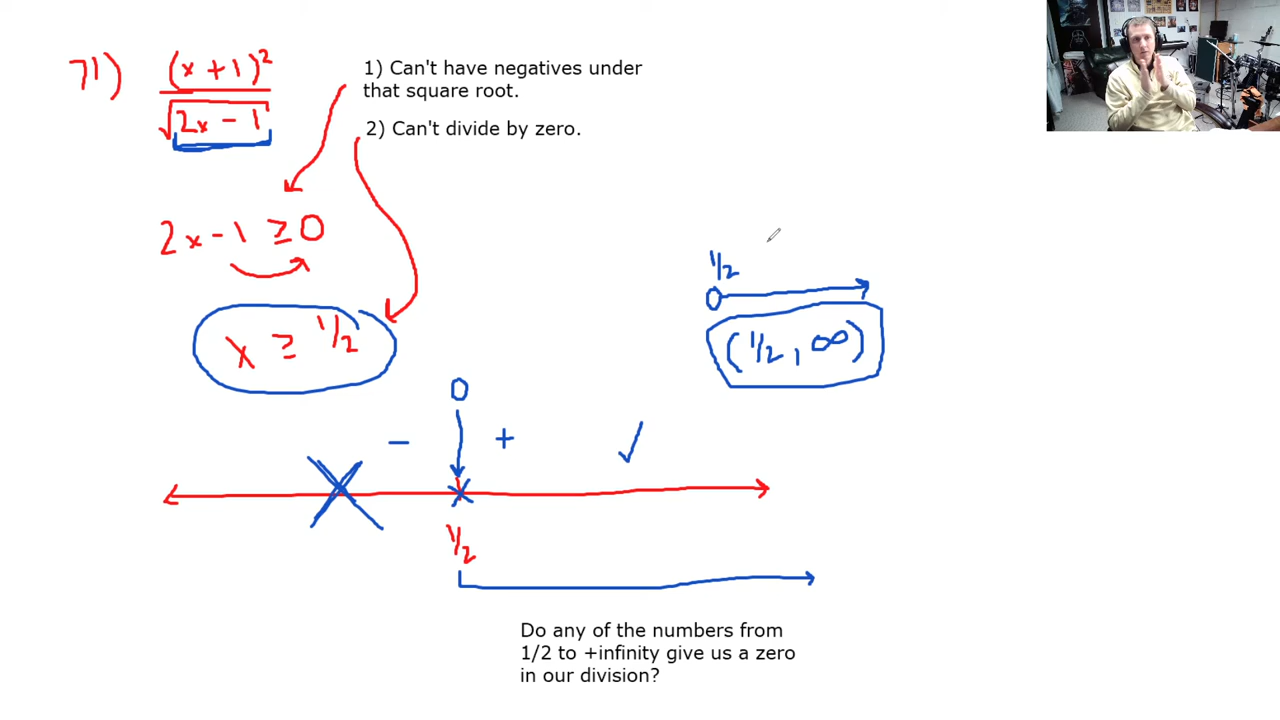 71) (x + 1)²
√2x - 1
1) Can't have negatives under
that square root.
2) Can't divide by zero.
2x - 1 ≥ 0
x ≥ 1/2
1/2
(1/2, ∞)
0
- + ✓
1/2
Do any of the numbers from
1/2 to +infinity give us a zero
in our division?